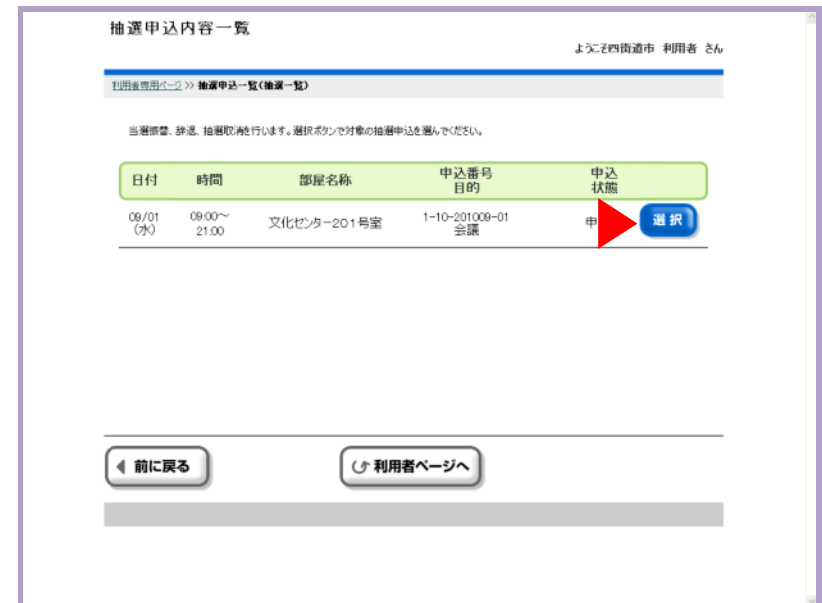 抽選申込内容一覧
ようこそ四街道市 利用者 さん
利用者専用ページ >> 抽選申込一覧(抽選一覧)
当選振替、辞退、抽選取消を行います。選択ボタンで対象の抽選申込を選んでください。
日付 時間 部屋名称 申込番号 目的 申込 状態
09/01 (水) 09:00～ 21:00 文化センター201号室 1-10-201009-01 会議 申 選択
前に戻る 利用者ページへ